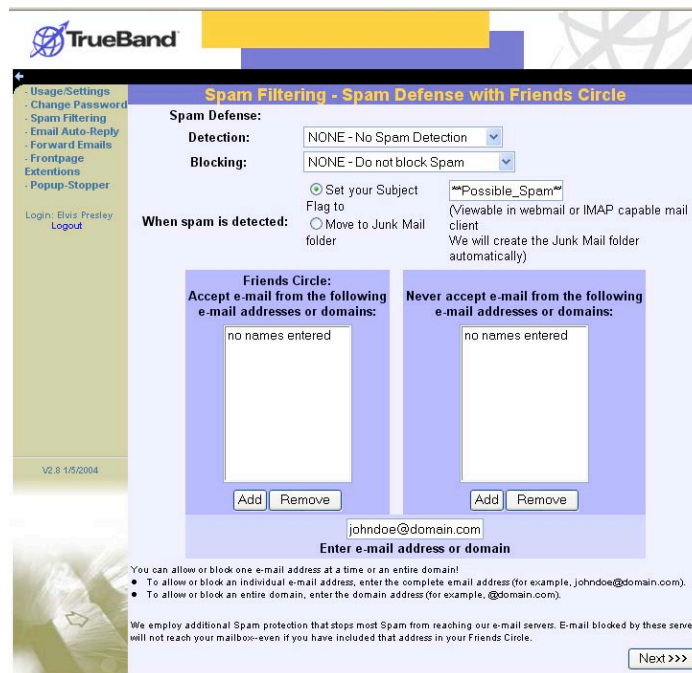 TrueBand
- Usage/Settings
- Change Password
- Spam Filtering
- Email Auto-Reply
- Forward Emails
- Frontpage
Extentions
- Popup-Stopper
Login: Elvis Presley
Logout
V2.8 1/5/2004
Spam Filtering - Spam Defense with Friends Circle
Spam Defense:
Detection: NONE - No Spam Detection
Blocking: NONE - Do not block Spam
When spam is detected:
Set your Subject
Flag to
Move to Junk Mail
folder
**Possible_Spam**
(Viewable in webmail or IMAP capable mail
client
We will create the Junk Mail folder
automatically)
Friends Circle:
Accept e-mail from the following
e-mail addresses or domains:
no names entered
Add Remove
Never accept e-mail from the following
e-mail addresses or domains:
no names entered
Add Remove
johndoe@domain.com
Enter e-mail address or domain
You can allow or block one e-mail address at a time or an entire domain!
● To allow or block an individual e-mail address, enter the complete email address (for example, johndoe@domain.com).
● To allow or block an entire domain, enter the domain address (for example, @domain.com).
We employ additional Spam protection that stops most Spam from reaching our e-mail servers. E-mail blocked by these serve
will not reach your mailbox--even if you have included that address in your Friends Circle.
Next >>>